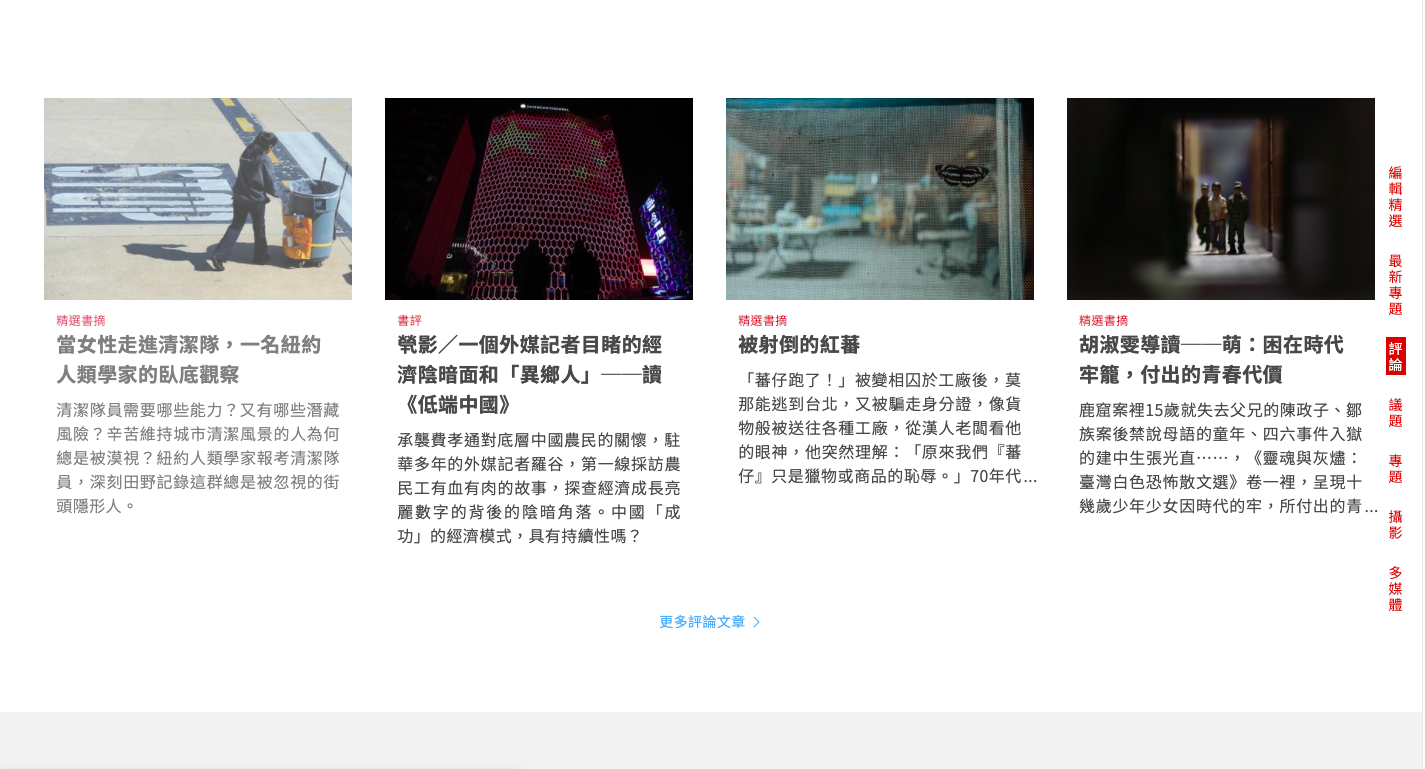 精選書摘
當女性走進清潔隊，一名紐約
人類學家的臥底觀察
清潔隊員需要哪些能力？又有哪些潛藏
風險？辛苦維持城市清潔風景的人為何
總是被漠視？紐約人類學家報考清潔隊
員，深刻田野記錄這群總是被忽視的街
頭隱形人。
書評
甇影／一個外媒記者目睹的經
濟陰暗面和「異鄉人」——讀
《低端中國》
承襲費孝通對底層中國農民的關懷，駐
華多年的外媒記者羅谷，第一線採訪農
民工有血有肉的故事，探查經濟成長亮
麗數字的背後的陰暗角落。中國「成
功」的經濟模式，具有持續性嗎？
精選書摘
被射倒的紅蕃
「蕃仔跑了！」被變相囚於工廠後，莫
那能逃到台北，又被騙走身分證，像貨
物般被送往各種工廠，從漢人老闆看他
的眼神，他突然理解：「原來我們『蕃
仔』只是獵物或商品的恥辱。」70年代...
精選書摘
胡淑雯導讀——萌：困在時代
牢籠，付出的青春代價
鹿窟案裡15歲就失去父兄的陳政子、鄒
族案後禁說母語的童年、四六事件入獄
的建中生張光直⋯⋯，《靈魂與灰燼：
臺灣白色恐怖散文選》卷一裡，呈現十
幾歲少年少女因時代的牢，所付出的青...
更多評論文章
編輯精選
最新專題
評論
議題
專題
攝影
多媒體